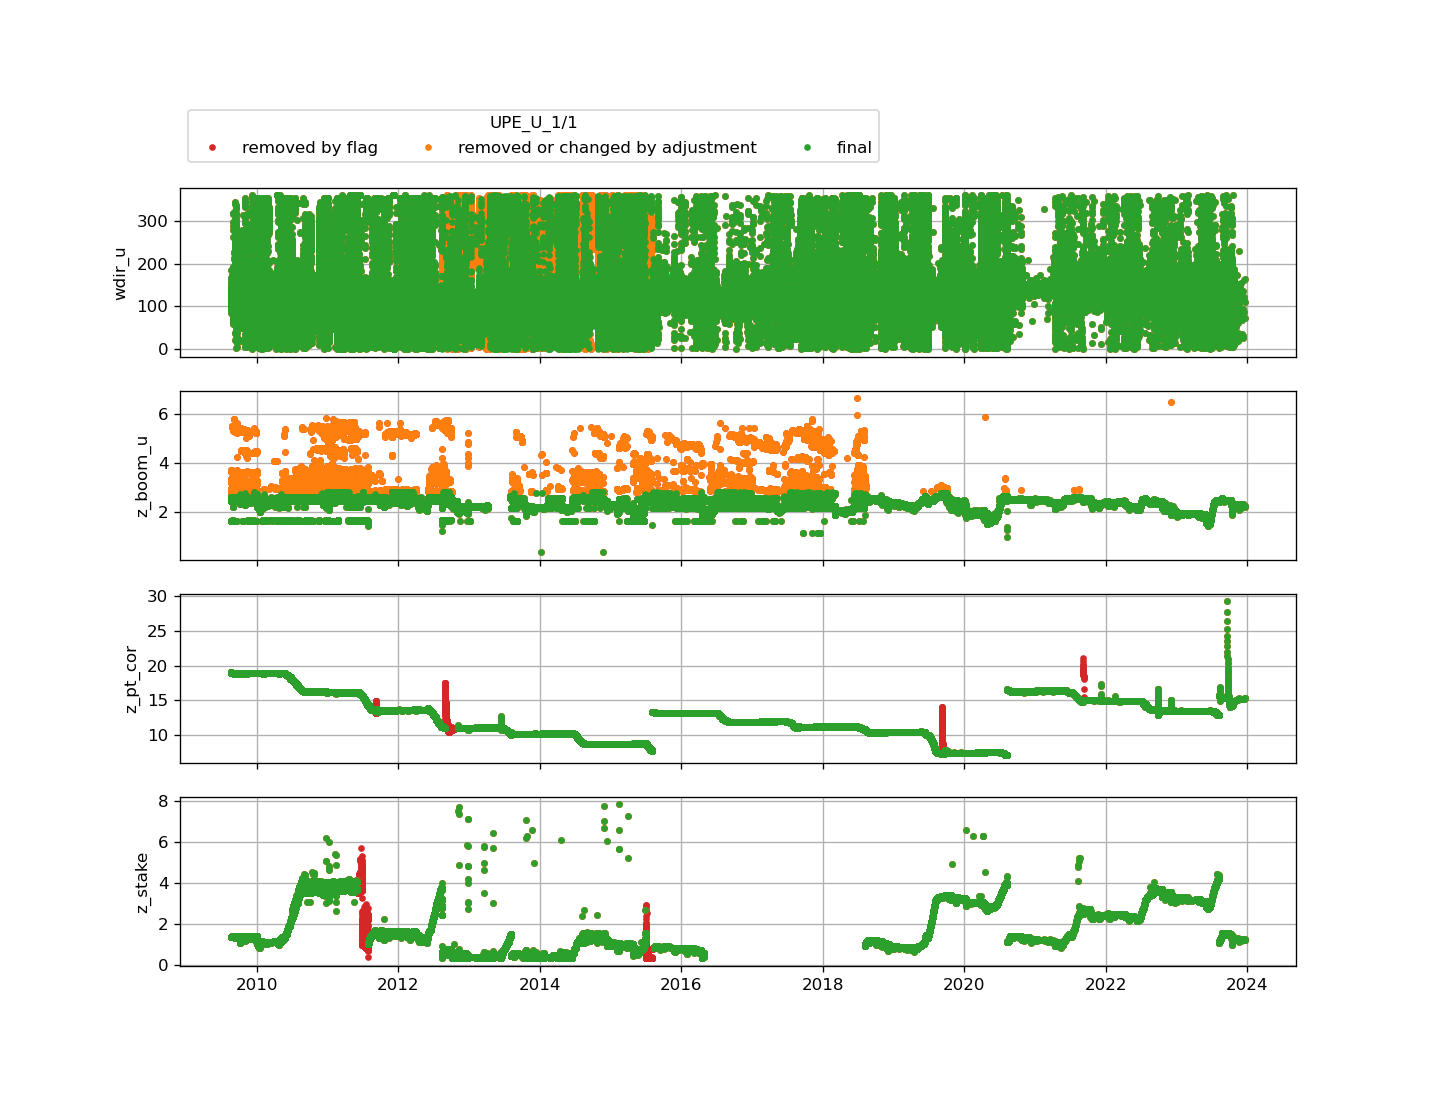 UPE_U_1/1
removed by flag removed or changed by adjustment final
wdir_u
300
200
100
0
z_boom_u
6
4
2
z_pt_cor
30
25
20
15
10
z_stake
8
6
4
2
0
2010 2012 2014 2016 2018 2020 2022 2024